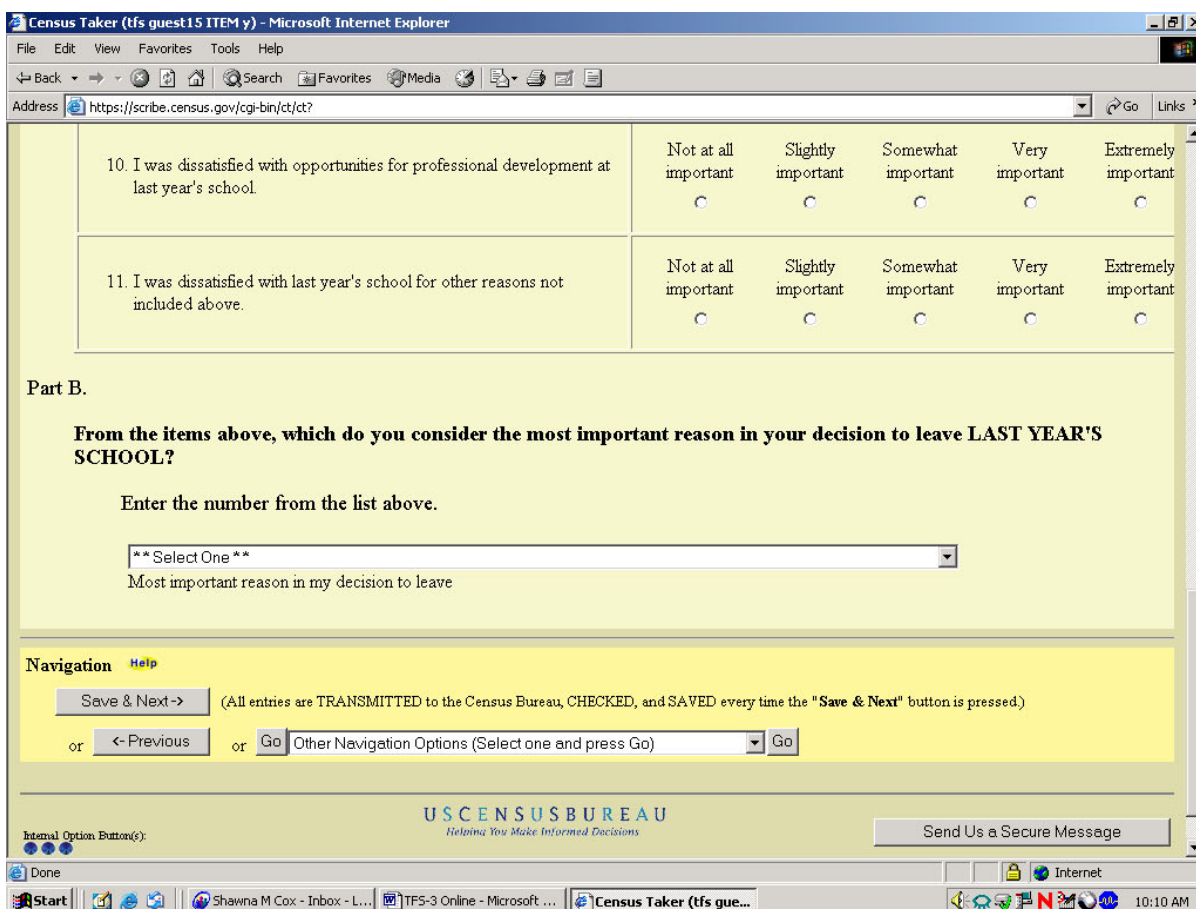 Census Taker (tfs guest15 ITEM y) - Microsoft Internet Explorer
File Edit View Favorites Tools Help
Back Search Favorites Media
Address https://scribe.census.gov/cgi-bin/ct/ct? Go Links
10. I was dissatisfied with opportunities for professional development at
last year's school.
Not at all important Slightly important Somewhat important Very important Extremely important
11. I was dissatisfied with last year's school for other reasons not
included above.
Not at all important Slightly important Somewhat important Very important Extremely important
Part B.
From the items above, which do you consider the most important reason in your decision to leave LAST YEAR'S
SCHOOL?
Enter the number from the list above.
** Select One **
Most important reason in my decision to leave
Navigation Help
Save & Next -> (All entries are TRANSMITTED to the Census Bureau, CHECKED, and SAVED every time the "Save & Next" button is pressed.)
or <- Previous or Go Other Navigation Options (Select one and press Go) Go
USCENSUSBUREAU
Helping You Make Informed Decisions
Internal Option Button(s):
Send Us a Secure Message
Done Internet
Start Shawna M Cox - Inbox - L... TFS-3 Online - Microsoft ... Census Taker (tfs gue... 10:10 AM